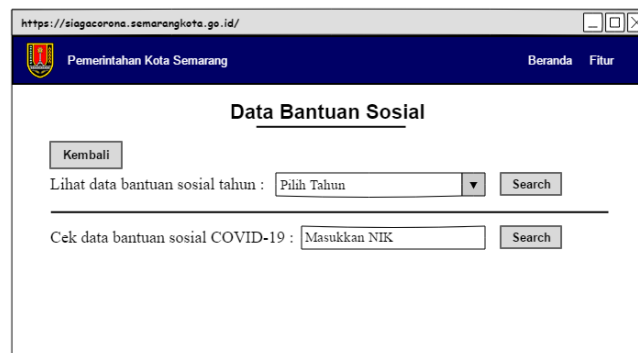 https://siagacorona.semarangkota.go.id/
Pemerintahan Kota Semarang Beranda Fitur
Data Bantuan Sosial
Kembali
Lihat data bantuan sosial tahun : Pilih Tahun Search
Cek data bantuan sosial COVID-19 : Masukkan NIK Search